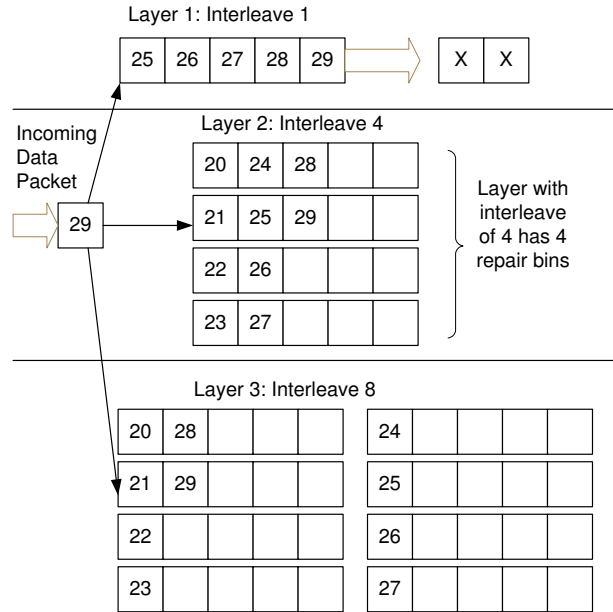 Layer 1: Interleave 1
25 26 27 28 29 X X
Layer 2: Interleave 4
Incoming
Data
Packet
29
20 24 28
21 25 29
22 26
23 27
Layer with
interleave
of 4 has 4
repair bins
Layer 3: Interleave 8
20 28 24
21 29 25
22 26
23 27